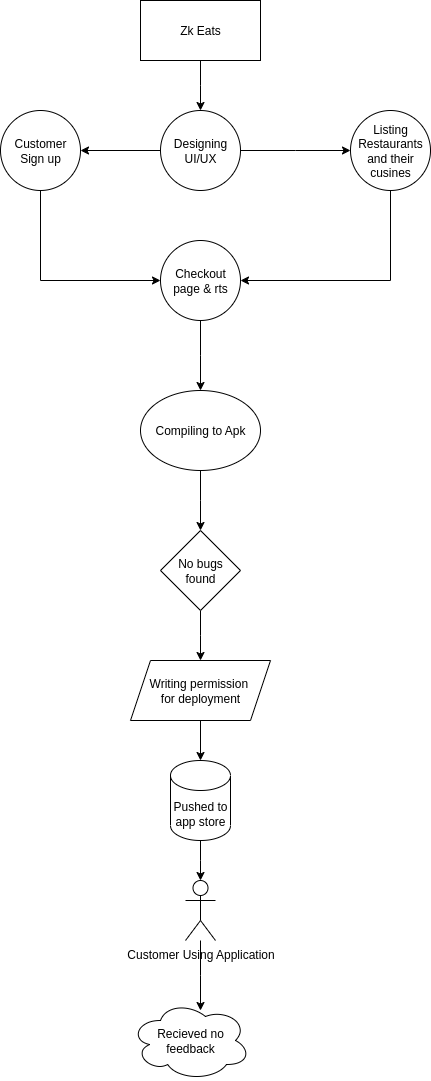 Zk Eats
Customer
Sign up
Designing
UI/UX
Listing
Restaurants
and their
cusines
Checkout
page & rts
Compiling to Apk
No bugs
found
Writing permission
for deployment
Pushed to
app store
Customer Using Application
Recieved no
feedback